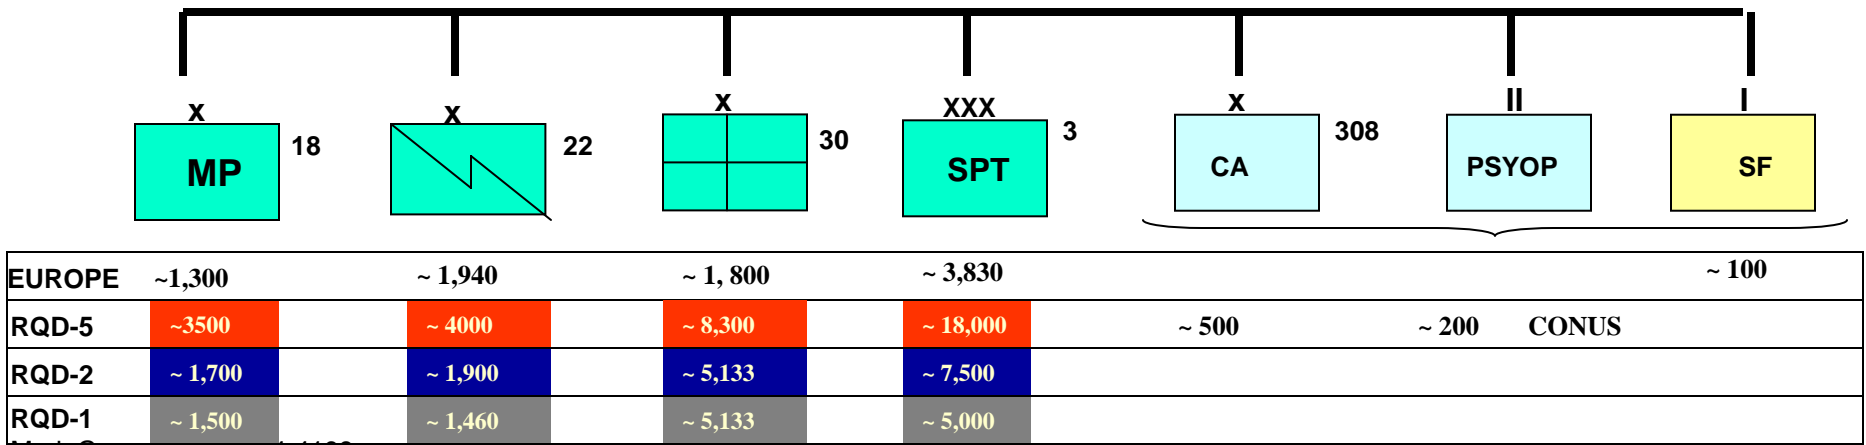 x x x XXX x II I
MP 18 22 30 SPT 3 CA 308 PSYOP SF
EUROPE ~1,300 ~ 1,940 ~ 1, 800 ~ 3,830 ~ 100
RQD-5 ~3500 ~ 4000 ~ 8,300 ~ 18,000 ~ 500 ~ 200 CONUS
RQD-2 ~ 1,700 ~ 1,900 ~ 5,133 ~ 7,500
RQD-1 ~ 1,500 ~ 1,460 ~ 5,133 ~ 5,000